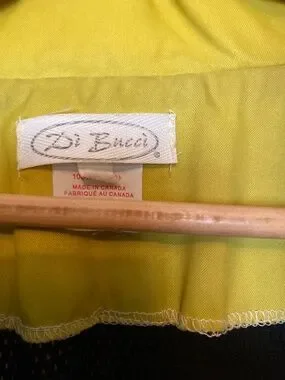 Di Bucci ®
MADE IN CANADA
FABRIQUÉ AU CANADA